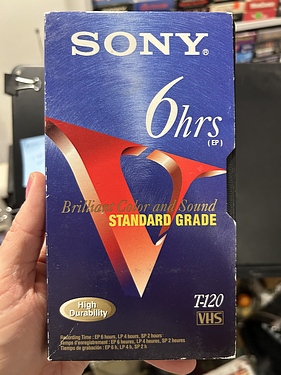 SONY®
6hrs
(EP)
Brilliant Color and Sound
STANDARD GRADE
T-120
VHS
High
Durability
Recording Time : EP 6 hours, LP 4 hours, SP 2 hours
Temps d'enregistrement : EP 6 heures, LP 4 heures, SP 2 heures
Tiempo de grabación : EP 6 h, LP 4 h, SP 2 h